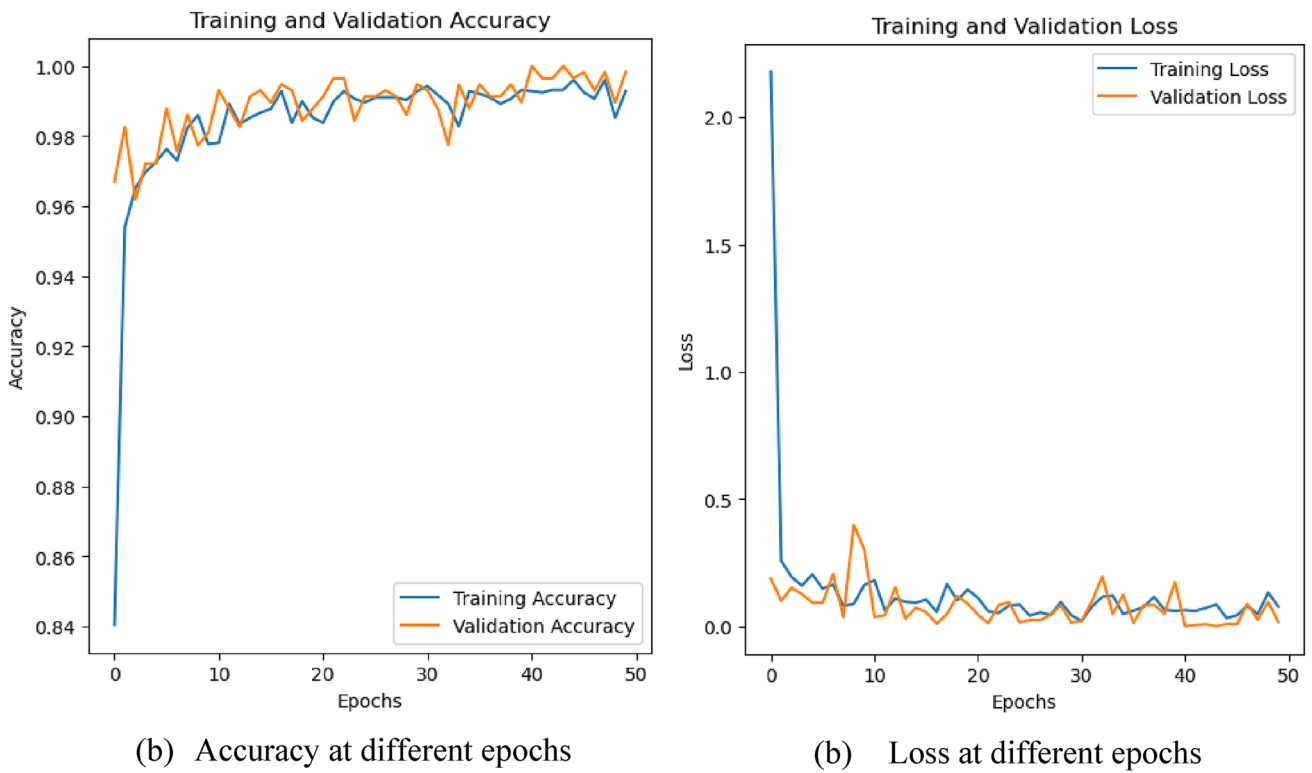 Training and Validation Accuracy
1.00
0.98
0.96
0.94
0.92
0.90
0.88
0.86
0.84
Accuracy
Training Accuracy
Validation Accuracy
0 10 20 30 40 50
Epochs
(b) Accuracy at different epochs
Training and Validation Loss
Training Loss
Validation Loss
2.0
1.5
1.0
0.5
0.0
Loss
0 10 20 30 40 50
Epochs
(b) Loss at different epochs